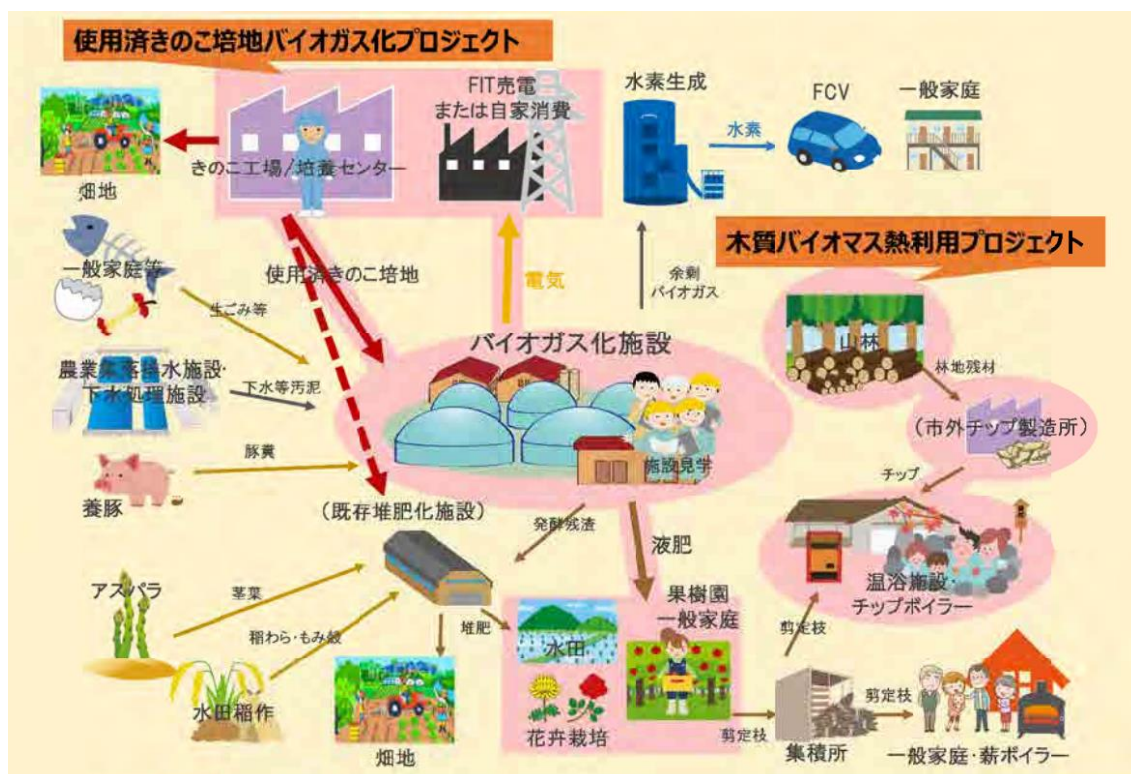 使用済きのこ培地バイオガス化プロジェクト
FIT売電
または自家消費
水素生成
FCV
一般家庭
水素
きのこ工場/培養センター
畑地
木質バイオマス熱利用プロジェクト
一般家庭等
使用済きのこ培地
電気
余剰
バイオガス
生ごみ等
バイオガス化施設
山林
林地残材
農業集落排水施設・
下水処理施設
下水等汚泥
（市外チップ製造所）
豚糞
施設見学
チップ
養豚
（既存堆肥化施設）
発酵残渣
液肥
温浴施設・
チップボイラー
アスパラ
茎葉
果樹園
一般家庭
稲わら・もみ殻
堆肥
水田
剪定枝
水田稲作
畑地
花卉栽培
剪定枝
集積所
剪定枝
一般家庭・薪ボイラー